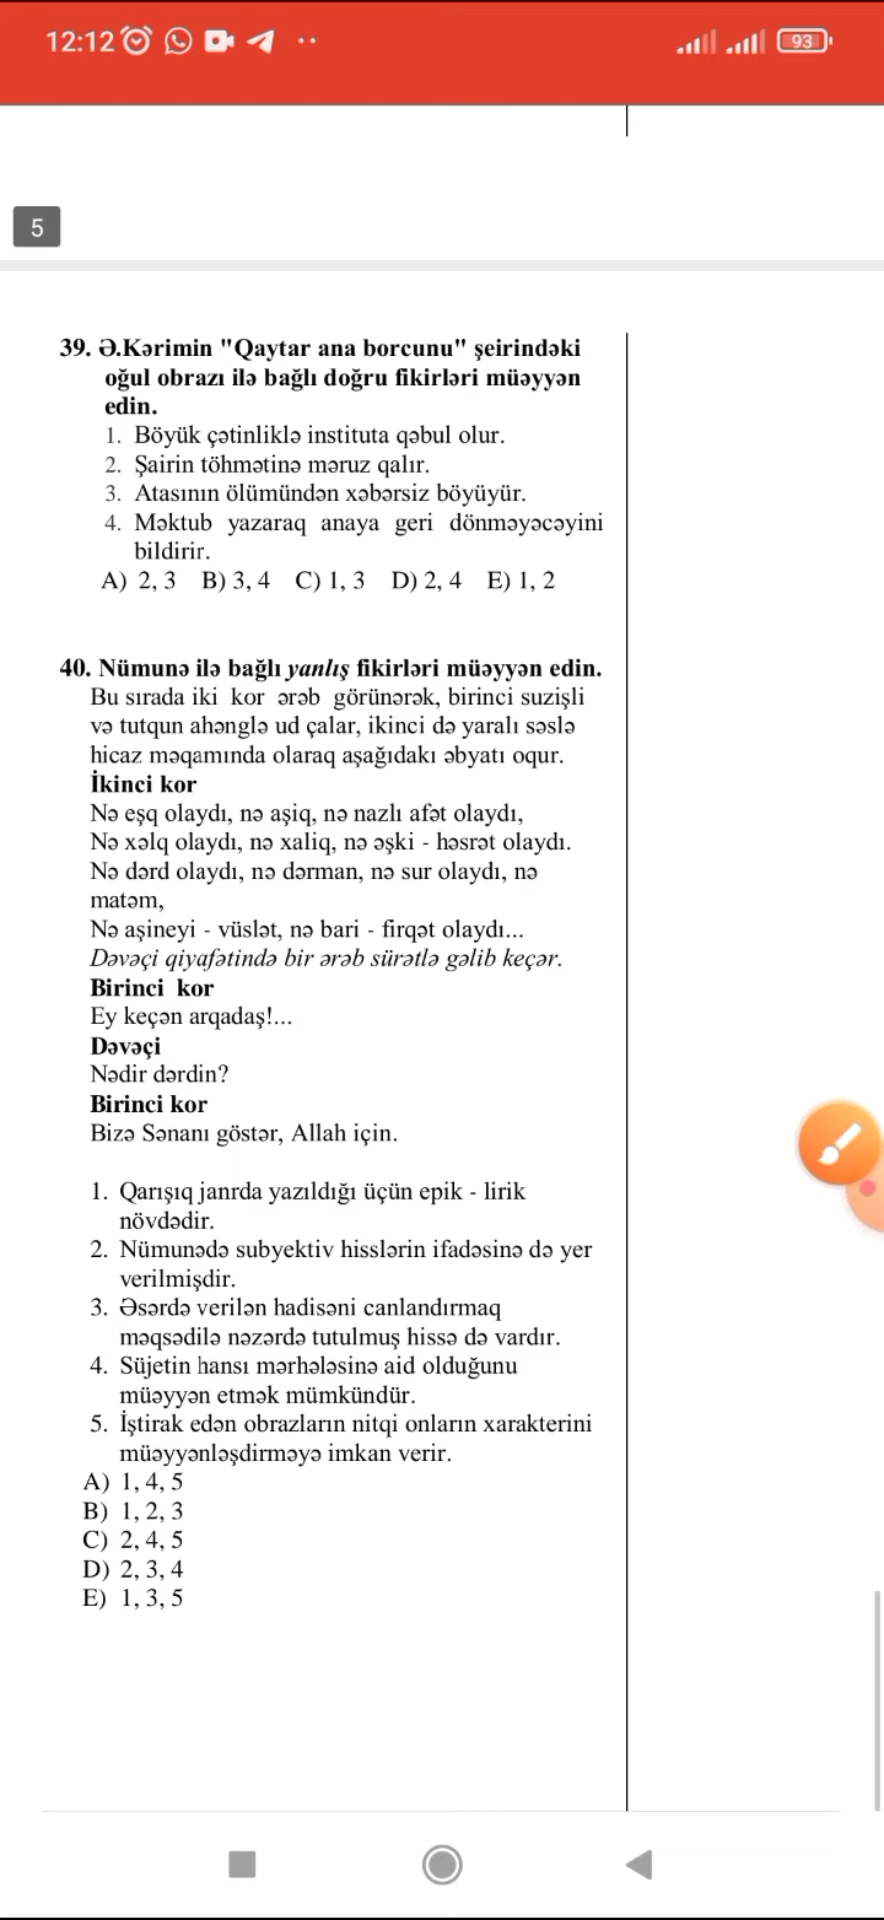 12:12
93
5
39. Ə.Kərimin "Qaytar ana borcunu" şeirindəki
oğul obrazı ilə bağlı doğru fikirləri müəyyən
edin.
1. Böyük çətinliklə instituta qəbul olur.
2. Şairin töhmətinə məruz qalır.
3. Atasının ölümündən xəbərsiz böyüyür.
4. Məktub yazaraq anaya geri dönməyəcəyini
bildirir.
A) 2, 3 B) 3, 4 C) 1, 3 D) 2, 4 E) 1, 2
40. Nümunə ilə bağlı yanlış fikirləri müəyyən edin.
Bu sırada iki kor ərəb görünərək, birinci suzişli
və tutqun ahənglə ud çalar, ikinci də yaralı səslə
hicaz məqamında olaraq aşağıdakı əbyatı oqur.
İkinci kor
Nə eşq olaydı, nə aşiq, nə nazlı afət olaydı,
Nə xəlq olaydı, nə xaliq, nə əşki - həsrət olaydı.
Nə dərd olaydı, nə dərman, nə sur olaydı, nə
matəm,
Nə aşineyi - vüslət, nə bari - firqət olaydı...
Dəvəçi qiyafətində bir ərəb sürətlə gəlib keçər.
Birinci kor
Ey keçən arqadaş!...
Dəvəçi
Nədir dərdin?
Birinci kor
Bizə Sənanı göstər, Allah için.
1. Qarışıq janrda yazıldığı üçün epik - lirik
növdədir.
2. Nümunədə subyektiv hisslərin ifadəsinə də yer
verilmişdir.
3. Əsərdə verilən hadisəni canlandırmaq
məqsədilə nəzərdə tutulmuş hissə də vardır.
4. Süjetin hansı mərhələsinə aid olduğunu
müəyyən etmək mümkündür.
5. İştirak edən obrazların nitqi onların xarakterini
müəyyənləşdirməyə imkan verir.
A) 1, 4, 5
B) 1, 2, 3
C) 2, 4, 5
D) 2, 3, 4
E) 1, 3, 5